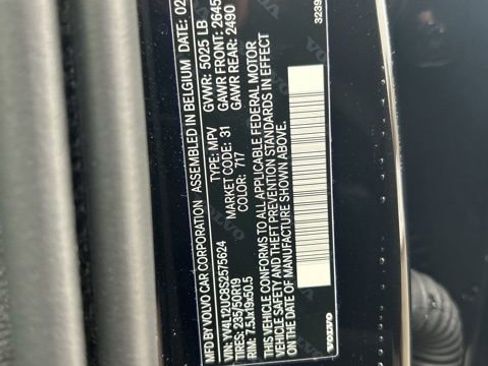 MFD BY VOLVO CAR CORPORATION ASSEMBLED IN BELGIUM DATE: 02
GVWR: 5025 LB
GAWR FRONT: 2645
GAWR REAR: 2490
VIN: YV4L12UC8S2575624 TYPE: MPV
TIRES: 235/50R19 MARKET CODE: 31
RIM: 7.5Jx19x50.5 COLOR: 717
THIS VEHICLE CONFORMS TO ALL APPLICABLE FEDERAL MOTOR
VEHICLE SAFETY AND THEFT PREVENTION STANDARDS IN EFFECT
ON THE DATE OF MANUFACTURE SHOWN ABOVE.
3239
VOLVO